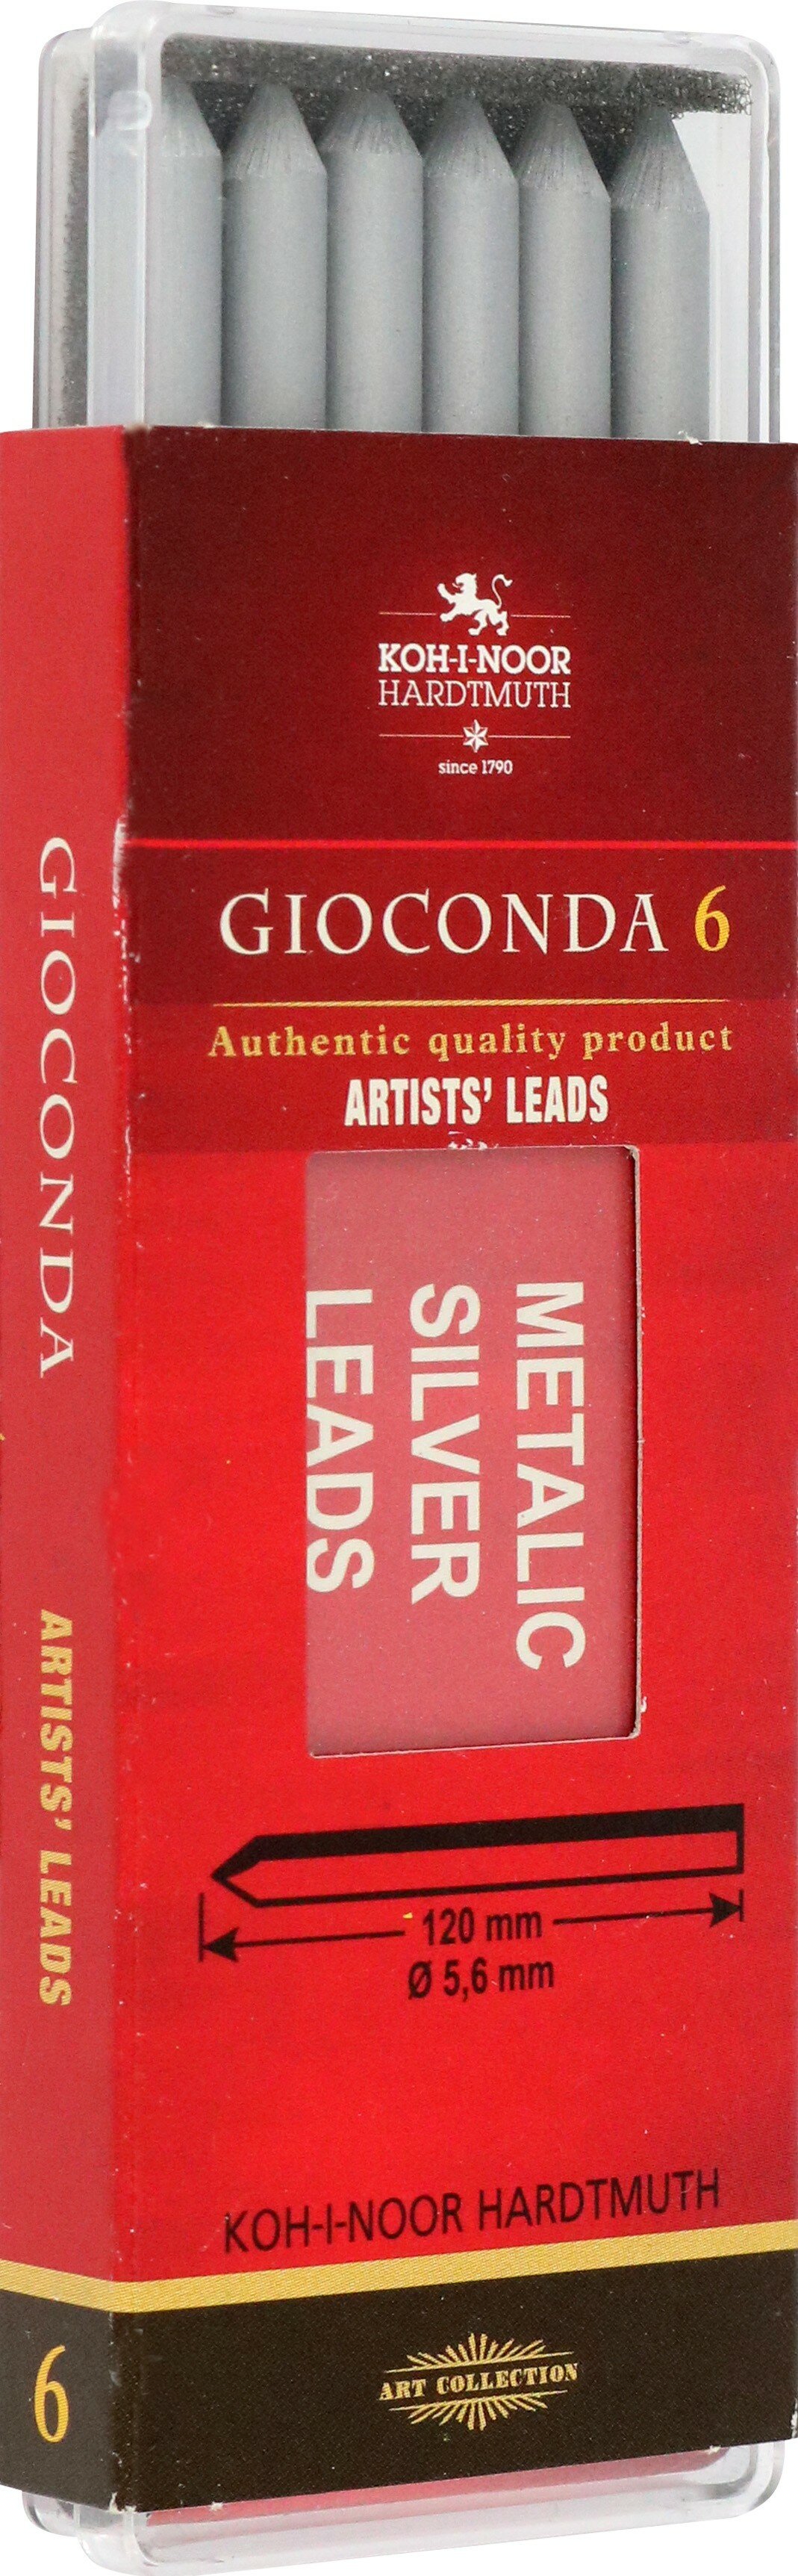 KOH-I-NOOR
HARDTMUTH
since 1790
GIOCONDA 6
Authentic quality product
ARTISTS' LEADS
METALIC
SILVER
LEADS
120 mm
Ø 5,6 mm
KOH-I-NOOR HARDTMUTH
ART COLLECTION
GIOCONDA
ARTISTS' LEADS
6